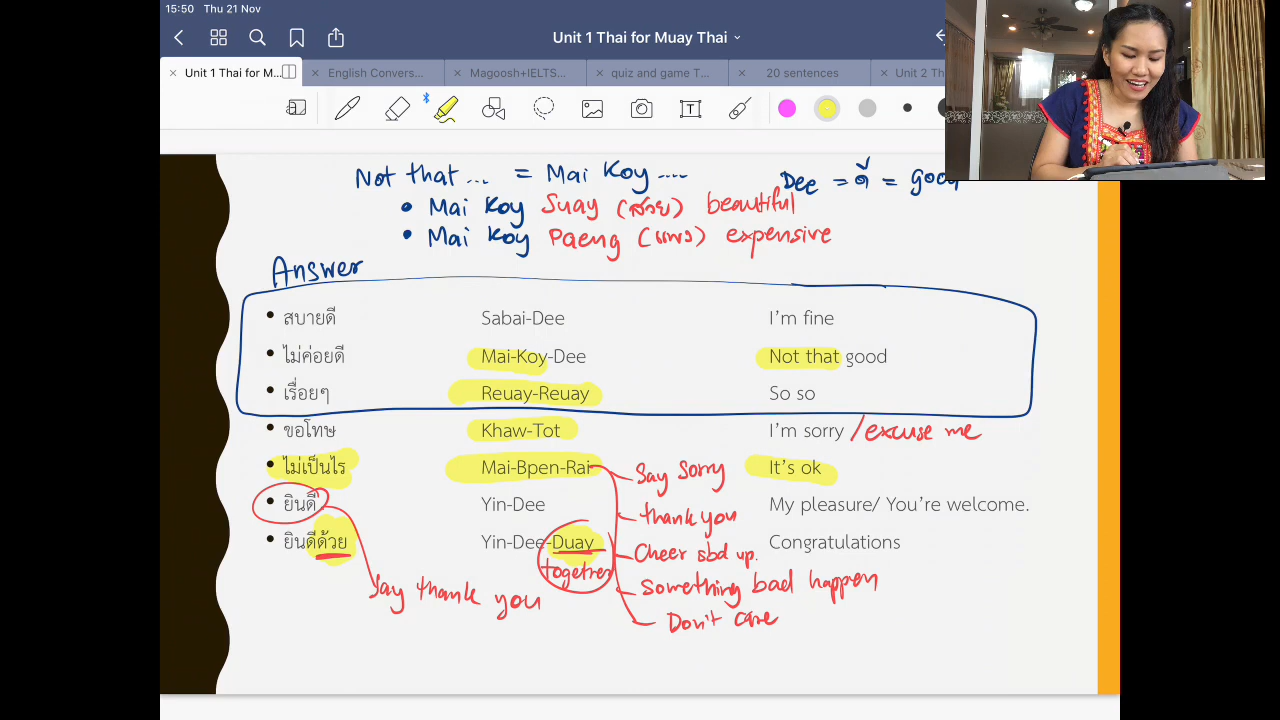 15:50 Thu 21 Nov
Unit 1 Thai for Muay Thai
Unit 1 Thai for M... English Convers... Magoosh+IELTS... quiz and game T... 20 sentences Unit 2 Th
Not that ... = Mai Koy .... Dee = ดี = good
• Mai Koy Suay (สวย) beautiful
• Mai Koy Paeng (แพง) expensive
Answer
• สบายดี Sabai-Dee I'm fine
• ไม่ค่อยดี Mai-Koy-Dee Not that good
• เรื่อยๆ Reuay-Reuay So so
• ขอโทษ Khaw-Tot I'm sorry /excuse me
• ไม่เป็นไร Mai-Bpen-Rai It's ok
Say Sorry
• ยินดี Yin-Dee My pleasure/ You're welcome.
thank you
• ยินดีด้วย Yin-Dee-Duay Congratulations
Cheer sbd up.
together
something bad happen
Say thank you
Don't care